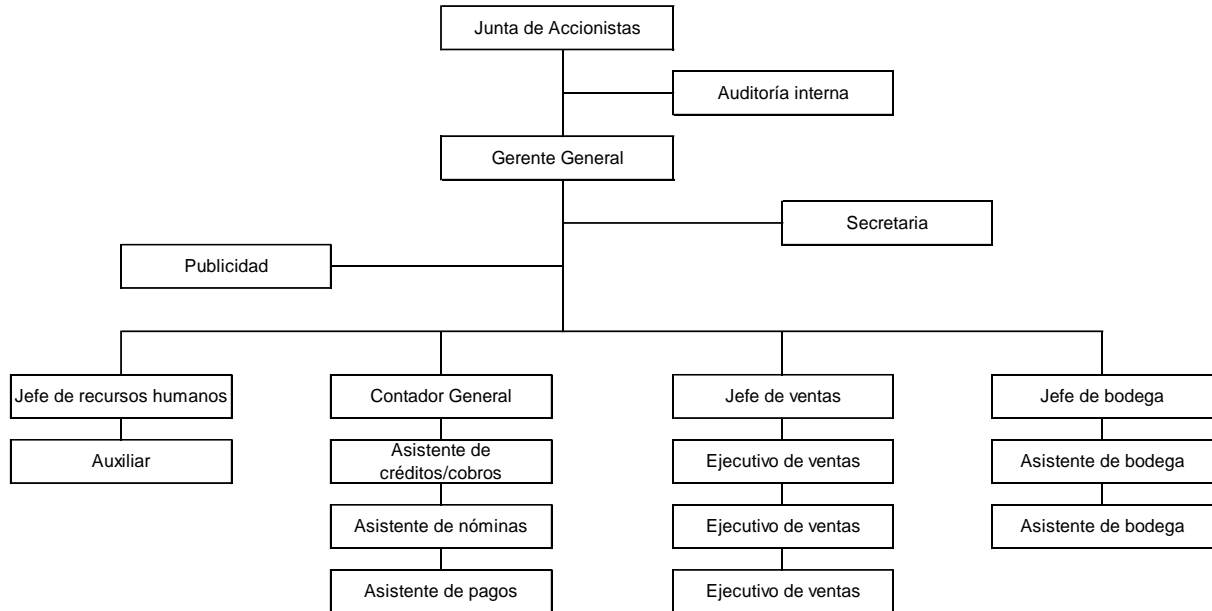 Junta de Accionistas
Auditoría interna
Gerente General
Secretaria
Publicidad
Jefe de recursos humanos
Contador General
Jefe de ventas
Jefe de bodega
Auxiliar
Asistente de
créditos/cobros
Ejecutivo de ventas
Asistente de bodega
Asistente de nóminas
Ejecutivo de ventas
Asistente de bodega
Asistente de pagos
Ejecutivo de ventas